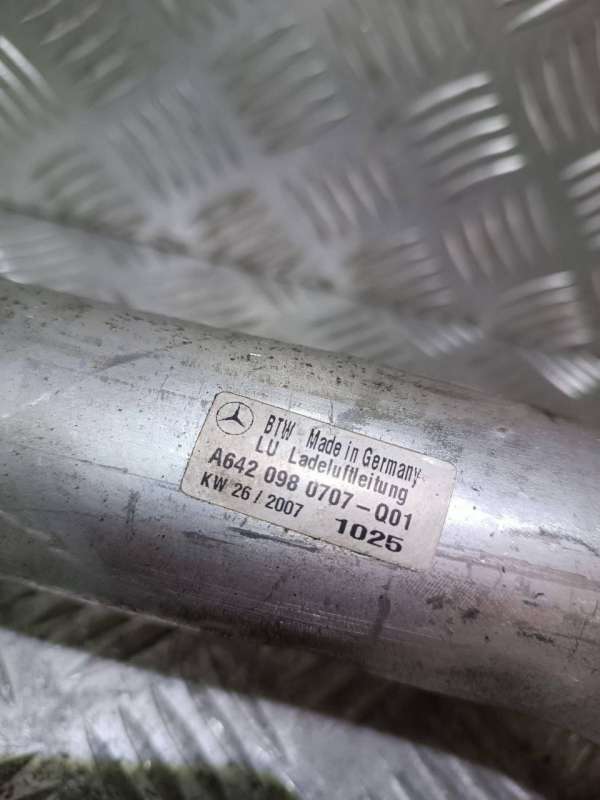 BTW Made in Germany
LU Ladeluftleitung
A642 098 0707-Q01
KW 26/2007 1025